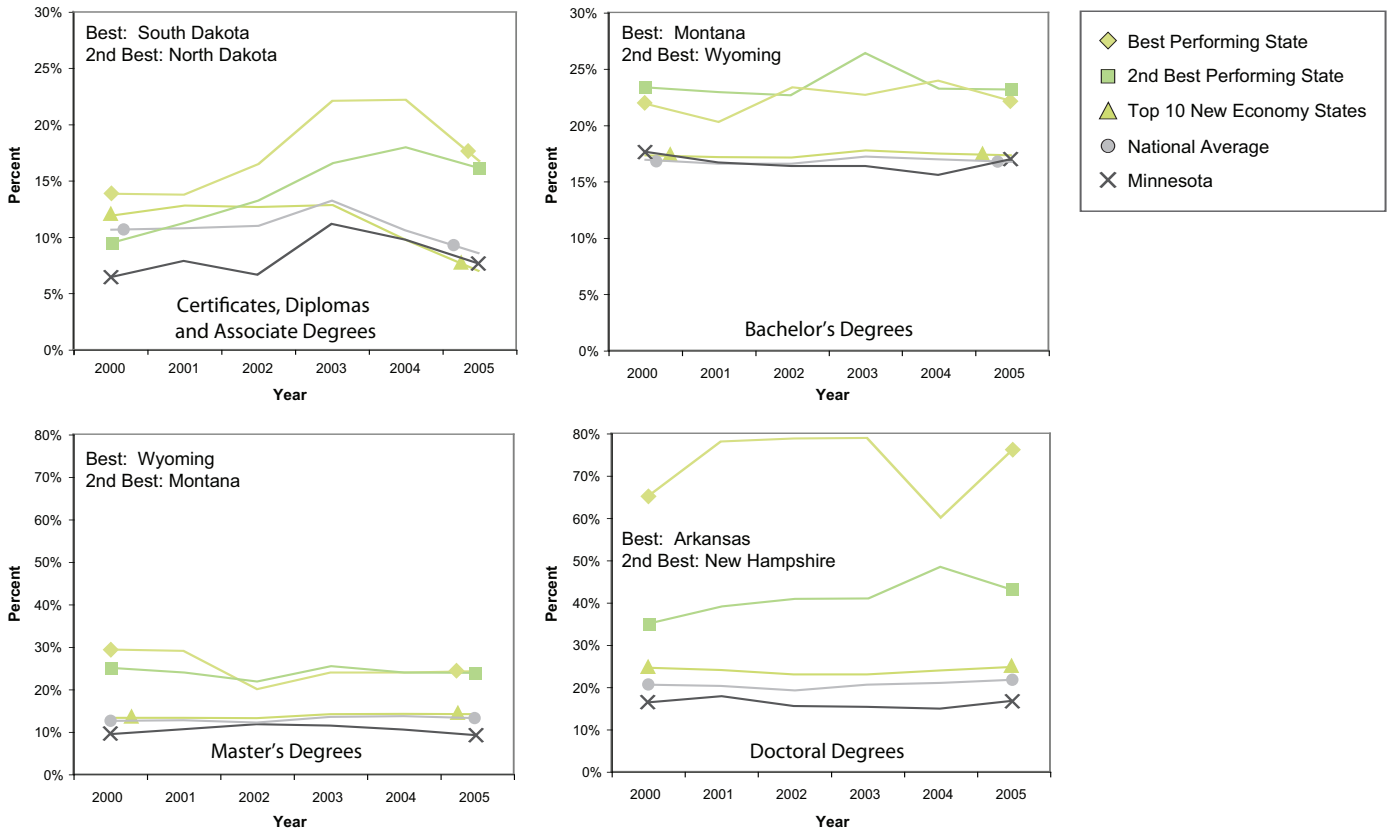 30%
25%
20%
15%
10%
5%
0%
Percent
Best: South Dakota
2nd Best: North Dakota
Certificates, Diplomas
and Associate Degrees
2000 2001 2002 2003 2004 2005
Year
30%
25%
20%
15%
10%
5%
0%
Percent
Best: Montana
2nd Best: Wyoming
Bachelor's Degrees
2000 2001 2002 2003 2004 2005
Year
Best Performing State
2nd Best Performing State
Top 10 New Economy States
National Average
Minnesota
80%
70%
60%
50%
40%
30%
20%
10%
0%
Percent
Best: Wyoming
2nd Best: Montana
Master's Degrees
2000 2001 2002 2003 2004 2005
Year
80%
70%
60%
50%
40%
30%
20%
10%
0%
Percent
Best: Arkansas
2nd Best: New Hampshire
Doctoral Degrees
2000 2001 2002 2003 2004 2005
Year